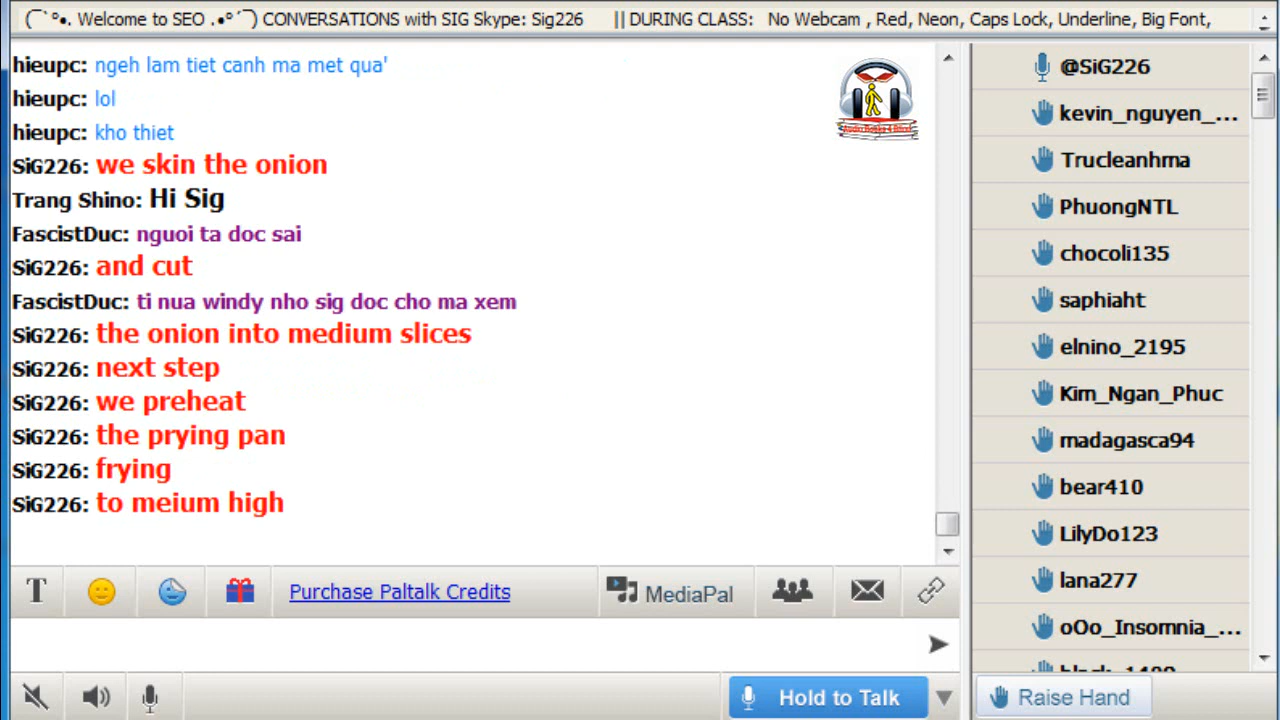 (¯`°•. Welcome to SEO .•°´¯) CONVERSATIONS with SIG Skype: Sig226 || DURING CLASS: No Webcam , Red, Neon, Caps Lock, Underline, Big Font,
hieupc: ngeh lam tiet canh ma met qua'
hieupc: lol
hieupc: kho thiet
SiG226: we skin the onion
Trang Shino: Hi Sig
FascistDuc: nguoi ta doc sai
SiG226: and cut
FascistDuc: ti nua windy nho sig doc cho ma xem
SiG226: the onion into medium slices
SiG226: next step
SiG226: we preheat
SiG226: the prying pan
SiG226: frying
SiG226: to meium high
T
Purchase Paltalk Credits
MediaPal
Hold to Talk
@SiG226
kevin_nguyen_...
Trucleanhma
PhuongNTL
chocoli135
saphiaht
elnino_2195
Kim_Ngan_Phuc
madagasca94
bear410
LilyDo123
lana277
oOo_Insomnia_...
Raise Hand